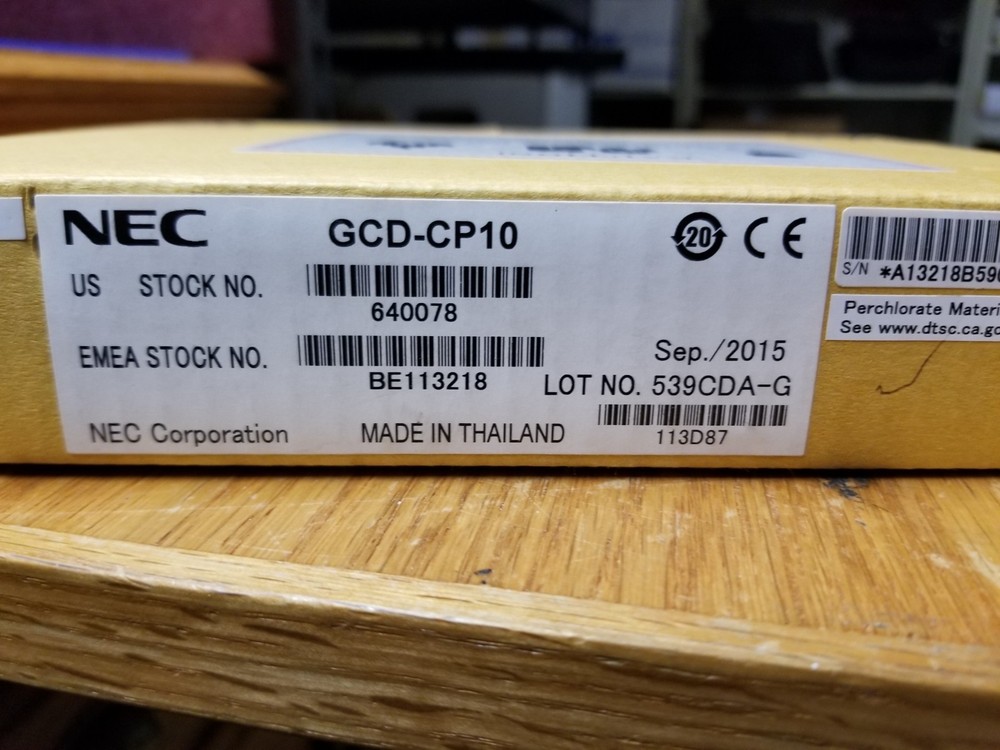 NEC GCD-CP10 20 CE
US STOCK NO.
640078
EMEA STOCK NO.
BE113218
Sep./2015
LOT NO. 539CDA-G
113D87
NEC Corporation MADE IN THAILAND
S/N *A13218B59
Perchlorate Materi
See www.dtsc.ca.go